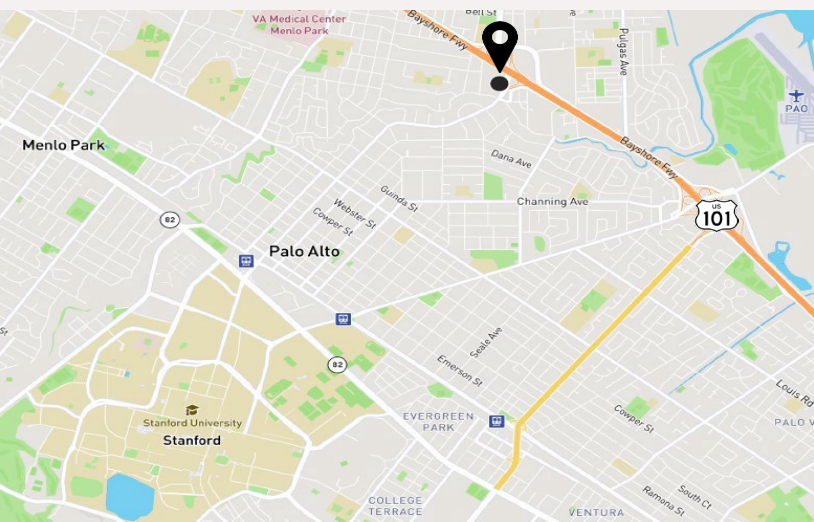 Bell St
Bayshore Fwy
VA Medical Center
Menlo Park
Pulgas Ave
PAO
Menlo Park
Bayshore Fwy
Dana Ave
Guinda St
Channing Ave
Webster St
Cowper St
82
US
101
Palo Alto
Seale Ave
82
Emerson St
Louis Rd
Stanford University
Stanford
EVERGREEN
PARK
Cowper St
PALO V
South Ct
Ramona St
COLLEGE
TERRACE
VENTURA